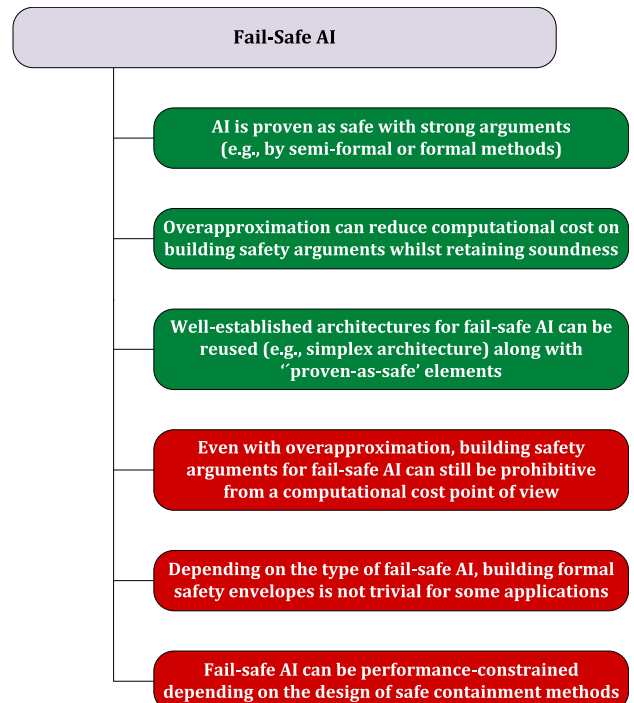 Fail-Safe AI
AI is proven as safe with strong arguments
(e.g., by semi-formal or formal methods)
Overapproximation can reduce computational cost on
building safety arguments whilst retaining soundness
Well-established architectures for fail-safe AI can be
reused (e.g., simplex architecture) along with
‘´proven-as-safe’ elements
Even with overapproximation, building safety
arguments for fail-safe AI can still be prohibitive
from a computational cost point of view
Depending on the type of fail-safe AI, building formal
safety envelopes is not trivial for some applications
Fail-safe AI can be performance-constrained
depending on the design of safe containment methods